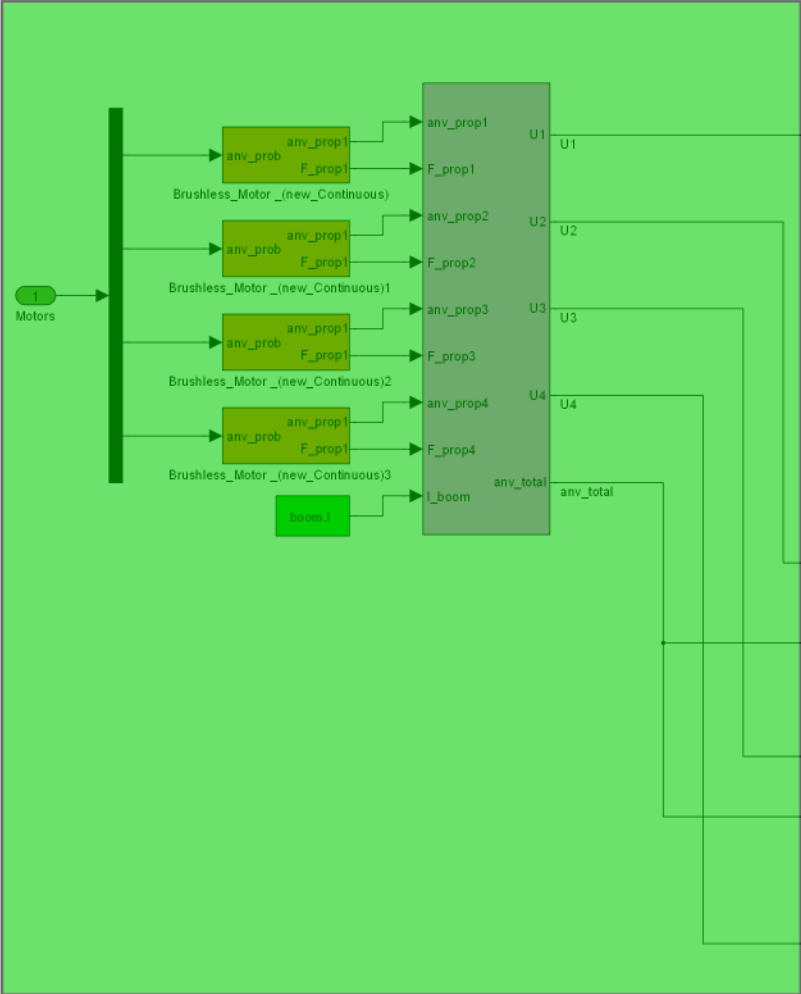 1
Motors
anv_prob
anv_prop1
F_prop1
Brushless_Motor _(new_Continuous)
anv_prob
anv_prop1
F_prop1
Brushless_Motor _(new_Continuous)1
anv_prob
anv_prop1
F_prop1
Brushless_Motor _(new_Continuous)2
anv_prob
anv_prop1
F_prop1
Brushless_Motor _(new_Continuous)3
boom.l
anv_prop1
F_prop1
anv_prop2
F_prop2
anv_prop3
F_prop3
anv_prop4
F_prop4
l_boom
U1
U2
U3
U4
anv_total
U1
U2
U3
U4
anv_total